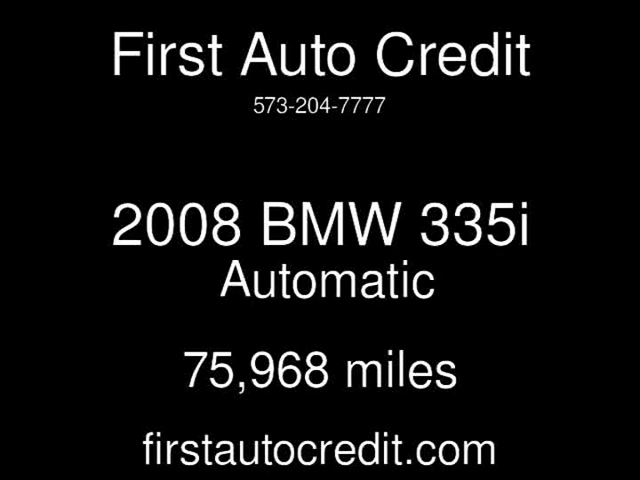 First Auto Credit
573-204-7777
2008 BMW 335i
Automatic
75,968 miles
firstautocredit.com